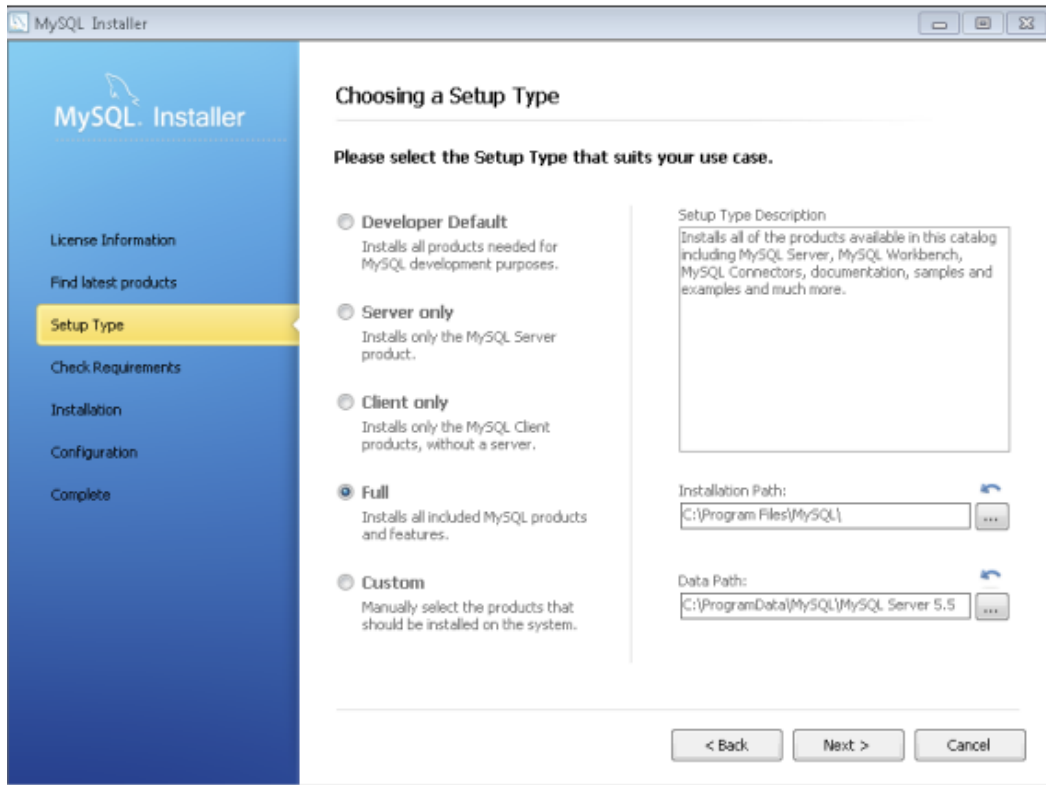 MySQL Installer
MySQL. Installer
License Information
Find latest products
Setup Type
Check Requirements
Installation
Configuration
Complete
Choosing a Setup Type
Please select the Setup Type that suits your use case.
Developer Default
Installs all products needed for
MySQL development purposes.
Server only
Installs only the MySQL Server
product.
Client only
Installs only the MySQL Client
products, without a server.
Full
Installs all included MySQL products
and features.
Custom
Manually select the products that
should be installed on the system.
Setup Type Description
Installs all of the products available in this catalog
including MySQL Server, MySQL Workbench,
MySQL Connectors, documentation, samples and
examples and much more.
Installation Path:
C:\Program Files\MySQL\
...
Data Path:
C:\ProgramData\MySQL\MySQL Server 5.5
...
< Back
Next >
Cancel